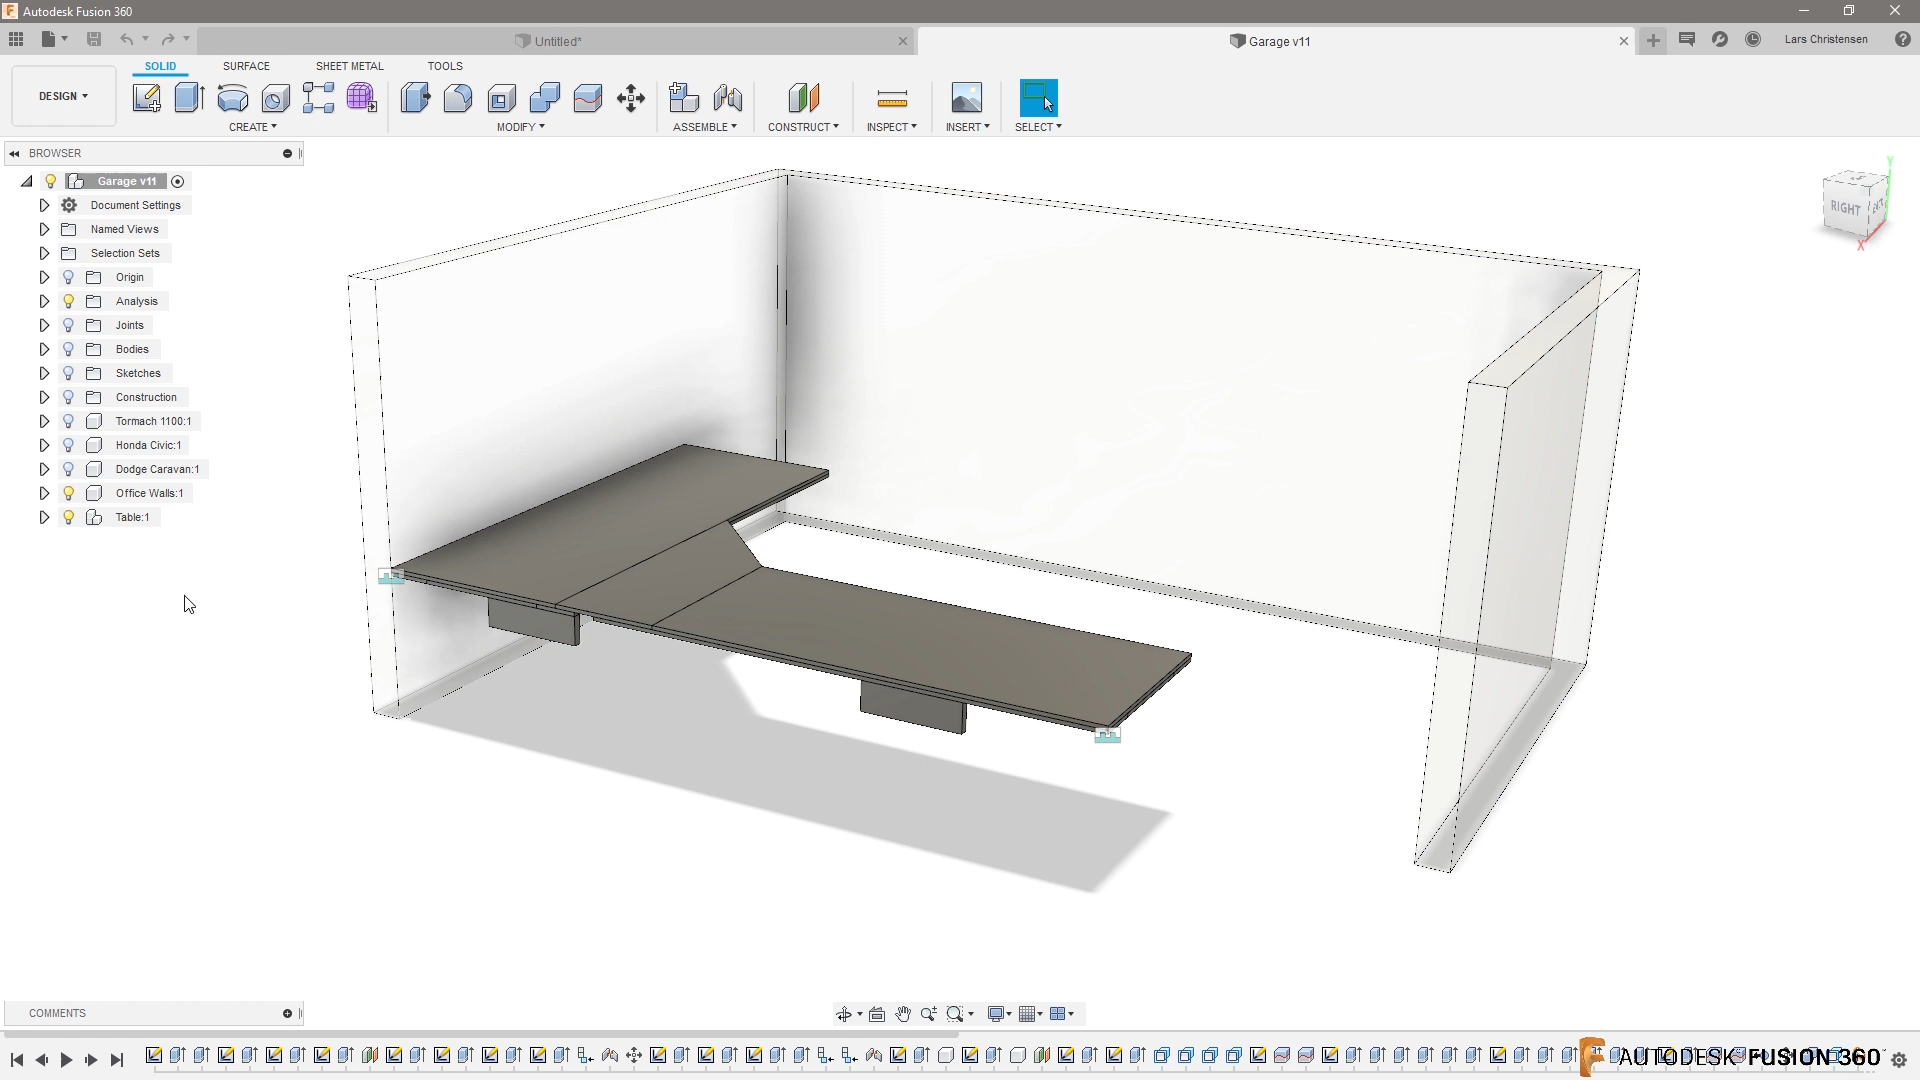 Autodesk Fusion 360
Untitled*
Garage v11
Lars Christensen
DESIGN
SOLID
SURFACE
SHEET METAL
TOOLS
CREATE
MODIFY
ASSEMBLE
CONSTRUCT
INSPECT
INSERT
SELECT
BROWSER
Garage v11
Document Settings
Named Views
Selection Sets
Origin
Analysis
Joints
Bodies
Sketches
Construction
Tormach 1100:1
Honda Civic:1
Dodge Caravan:1
Office Walls:1
Table:1
Y
RIGHT
X
COMMENTS
AUTODESK FUSION 360